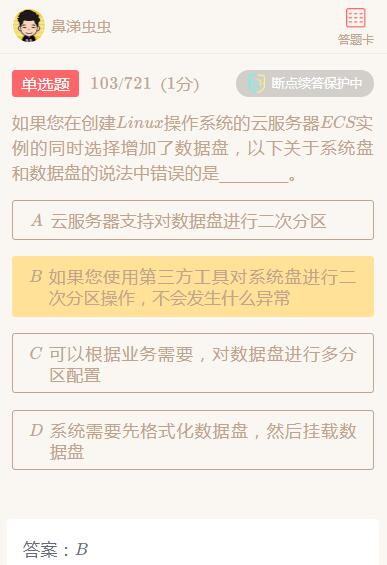 鼻涕虫虫
答题卡
单选题 103/721 (1分) 断点续答保护中
如果您在创建Linux操作系统的云服务器ECS实
例的同时选择增加了数据盘，以下关于系统盘
和数据盘的说法中错误的是________。
A 云服务器支持对数据盘进行二次分区
B 如果您使用第三方工具对系统盘进行二
次分区操作，不会发生什么异常
C 可以根据业务需要，对数据盘进行多分
区配置
D 系统需要先格式化数据盘，然后挂载数
据盘
答案：B